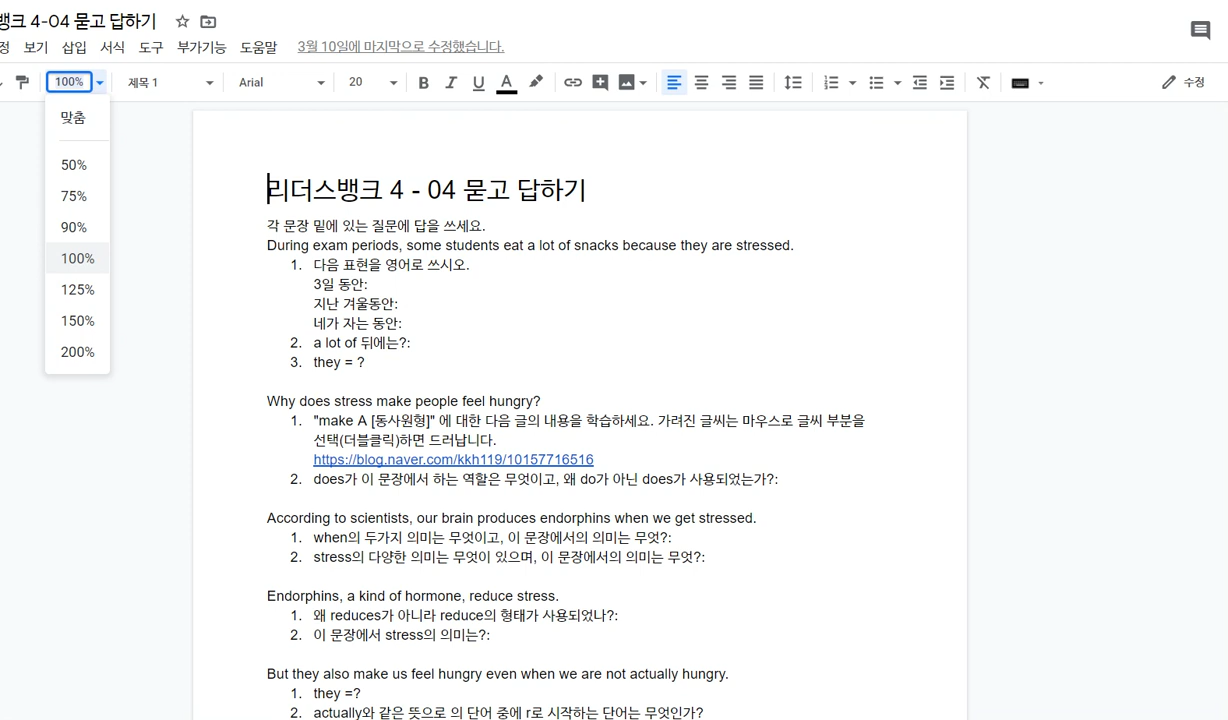 뱅크 4-04 묻고 답하기
정 보기 삽입 서식 도구 부가기능 도움말 3월 10일에 마지막으로 수정했습니다.
100% 제목 1 Arial 20 B I U A 수정
맞춤
50%
75%
90%
100%
125%
150%
200%
리더스뱅크 4 - 04 묻고 답하기
각 문장 밑에 있는 질문에 답을 쓰세요.
During exam periods, some students eat a lot of snacks because they are stressed.
1. 다음 표현을 영어로 쓰시오.
3일 동안:
지난 겨울동안:
네가 자는 동안:
2. a lot of 뒤에는?:
3. they = ?
Why does stress make people feel hungry?
1. "make A [동사원형]" 에 대한 다음 글의 내용을 학습하세요. 가려진 글씨는 마우스로 글씨 부분을
선택(더블클릭)하면 드러납니다.
https://blog.naver.com/kkh119/10157716516
2. does가 이 문장에서 하는 역할은 무엇이고, 왜 do가 아닌 does가 사용되었는가?:
According to scientists, our brain produces endorphins when we get stressed.
1. when의 두가지 의미는 무엇이고, 이 문장에서의 의미는 무엇?:
2. stress의 다양한 의미는 무엇이 있으며, 이 문장에서의 의미는 무엇?:
Endorphins, a kind of hormone, reduce stress.
1. 왜 reduces가 아니라 reduce의 형태가 사용되었나?:
2. 이 문장에서 stress의 의미는?:
But they also make us feel hungry even when we are not actually hungry.
1. they =?
2. actually와 같은 뜻으로 의 단어 중에 r로 시작하는 단어는 무엇인가?